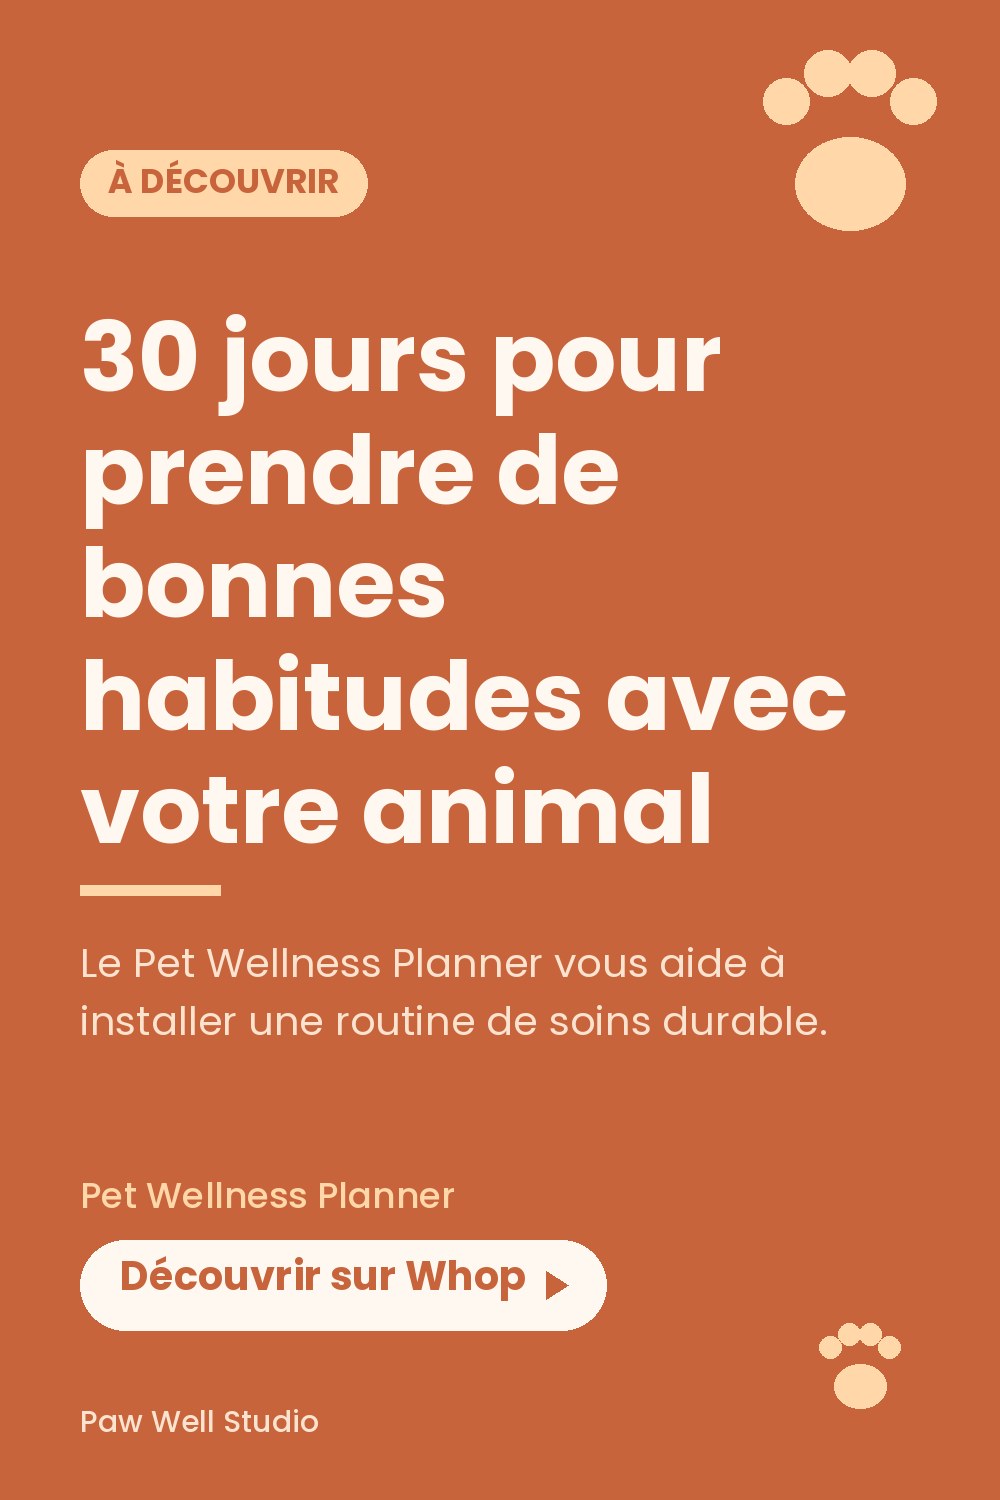 À DÉCOUVRIR
30 jours pour
prendre de
bonnes
habitudes avec
votre animal
Le Pet Wellness Planner vous aide à
installer une routine de soins durable.
Pet Wellness Planner
Découvrir sur Whop
Paw Well Studio